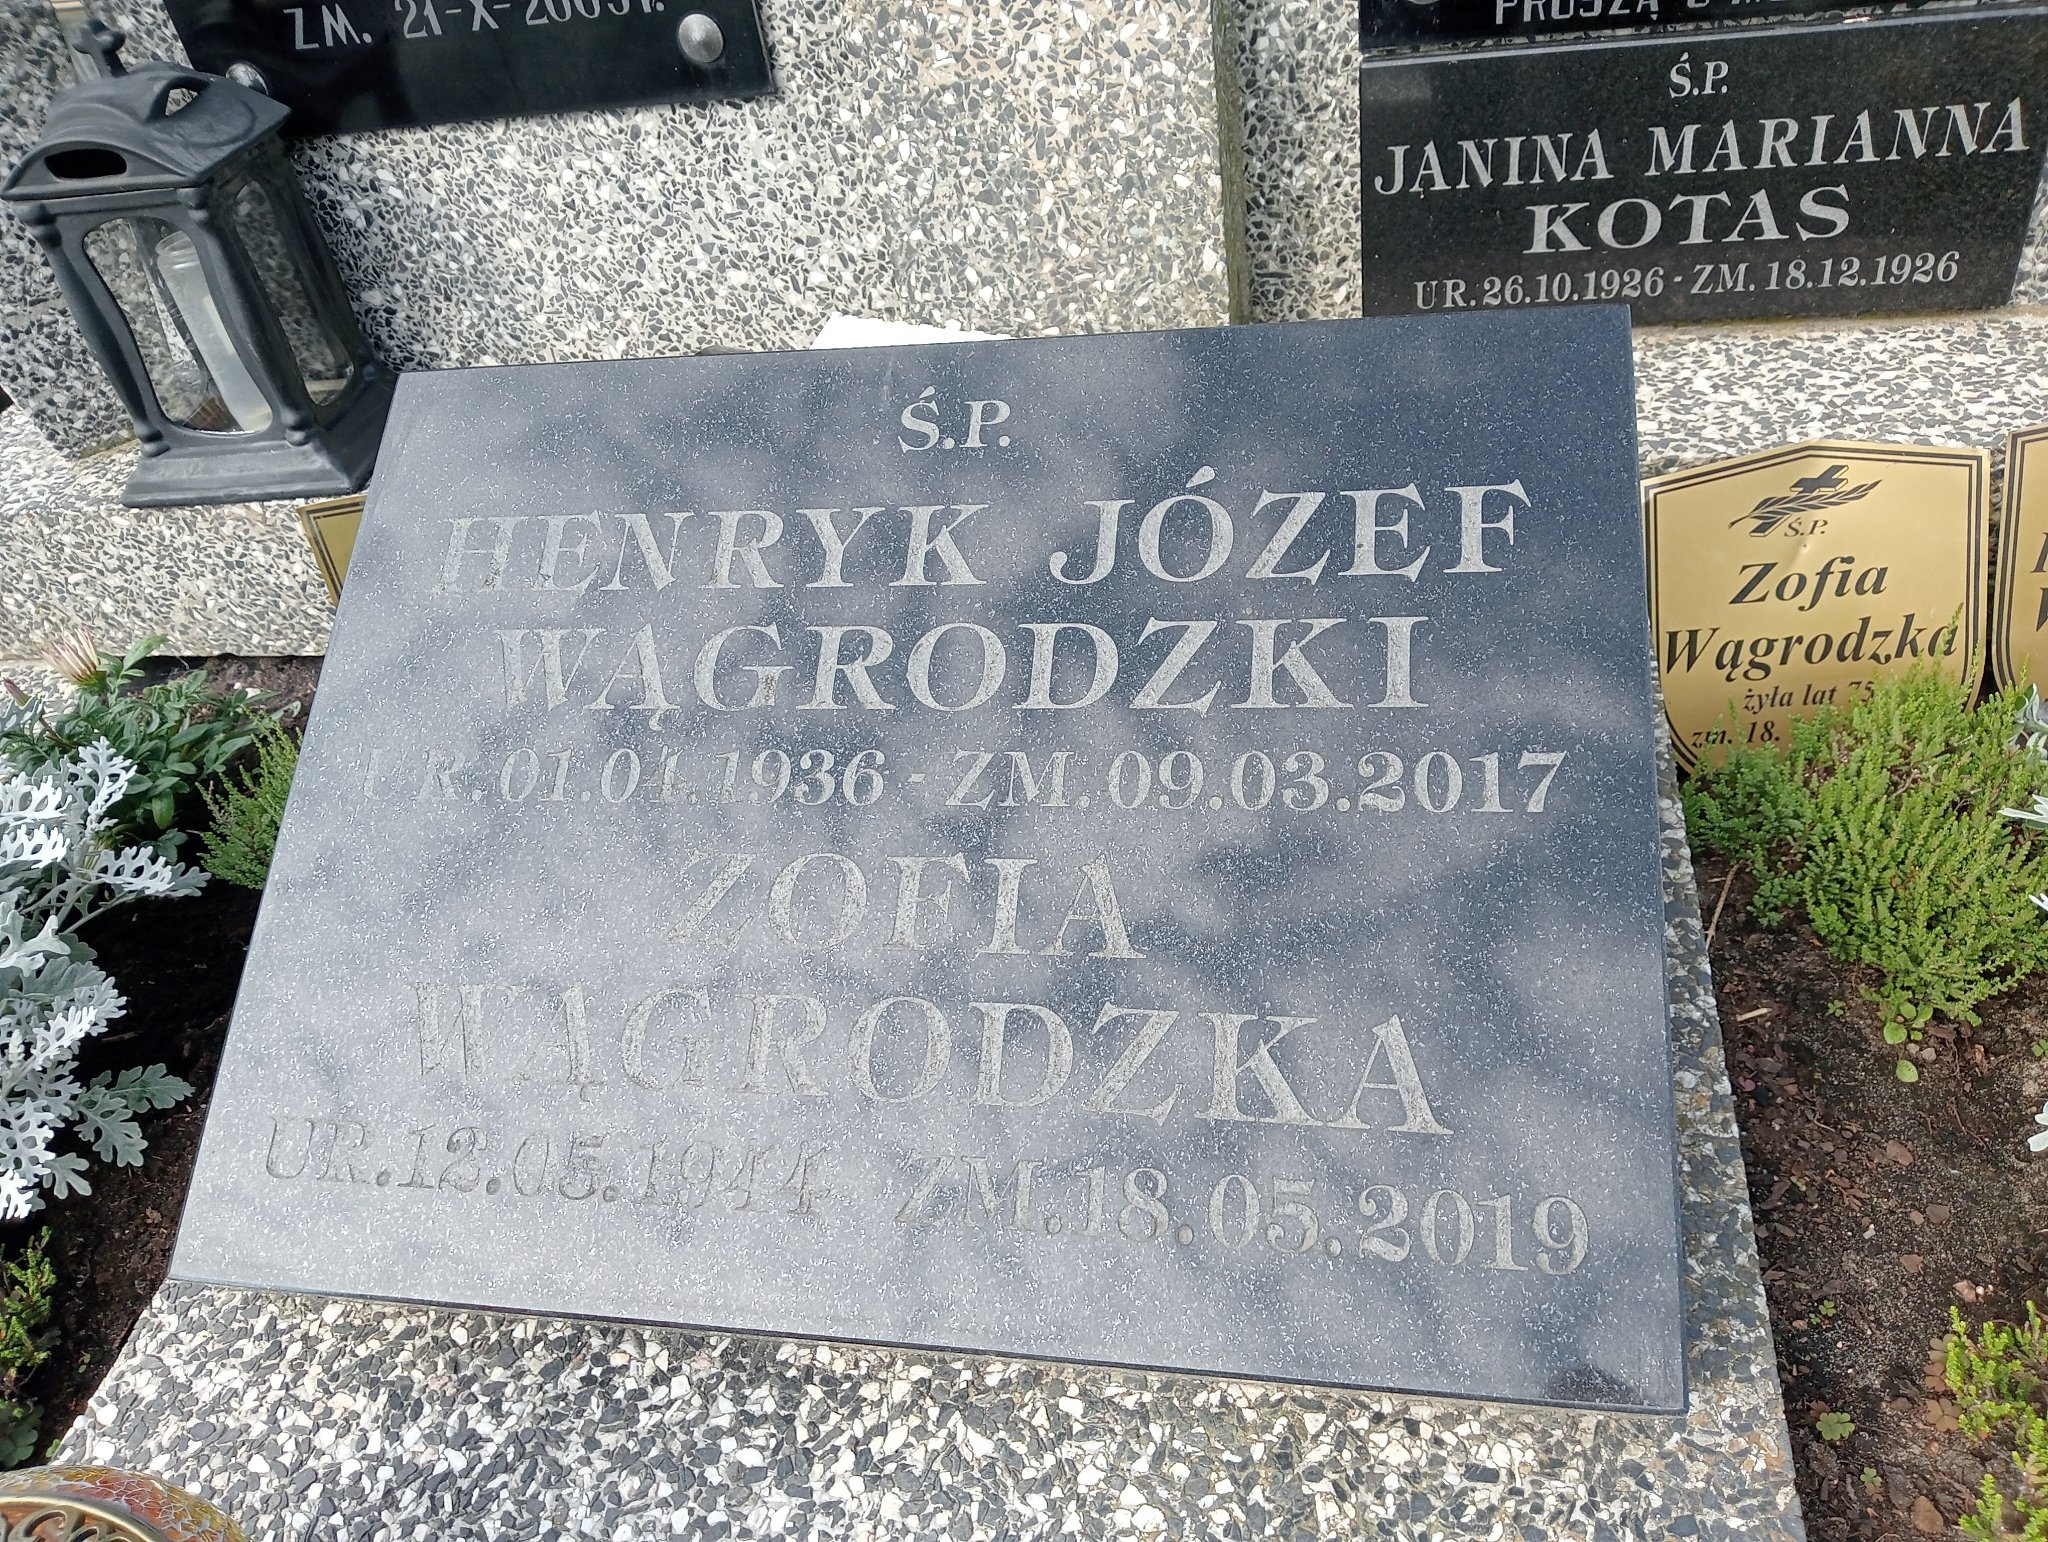 ZM. 21-X-2003r.
Ś.P.
JANINA MARIANNA
KOTAS
UR.26.10.1926 - ZM.18.12.1926
Ś.P.
HENRYK JÓZEF
WĄGRODZKI
UR.01.04.1936 - ZM.09.03.2017
ZOFIA
WĄGRODZKA
UR.12.05.1944 ZM.18.05.2019
Ś.P.
Zofia
Wągrodzka
żyła lat 75
zm. 18.